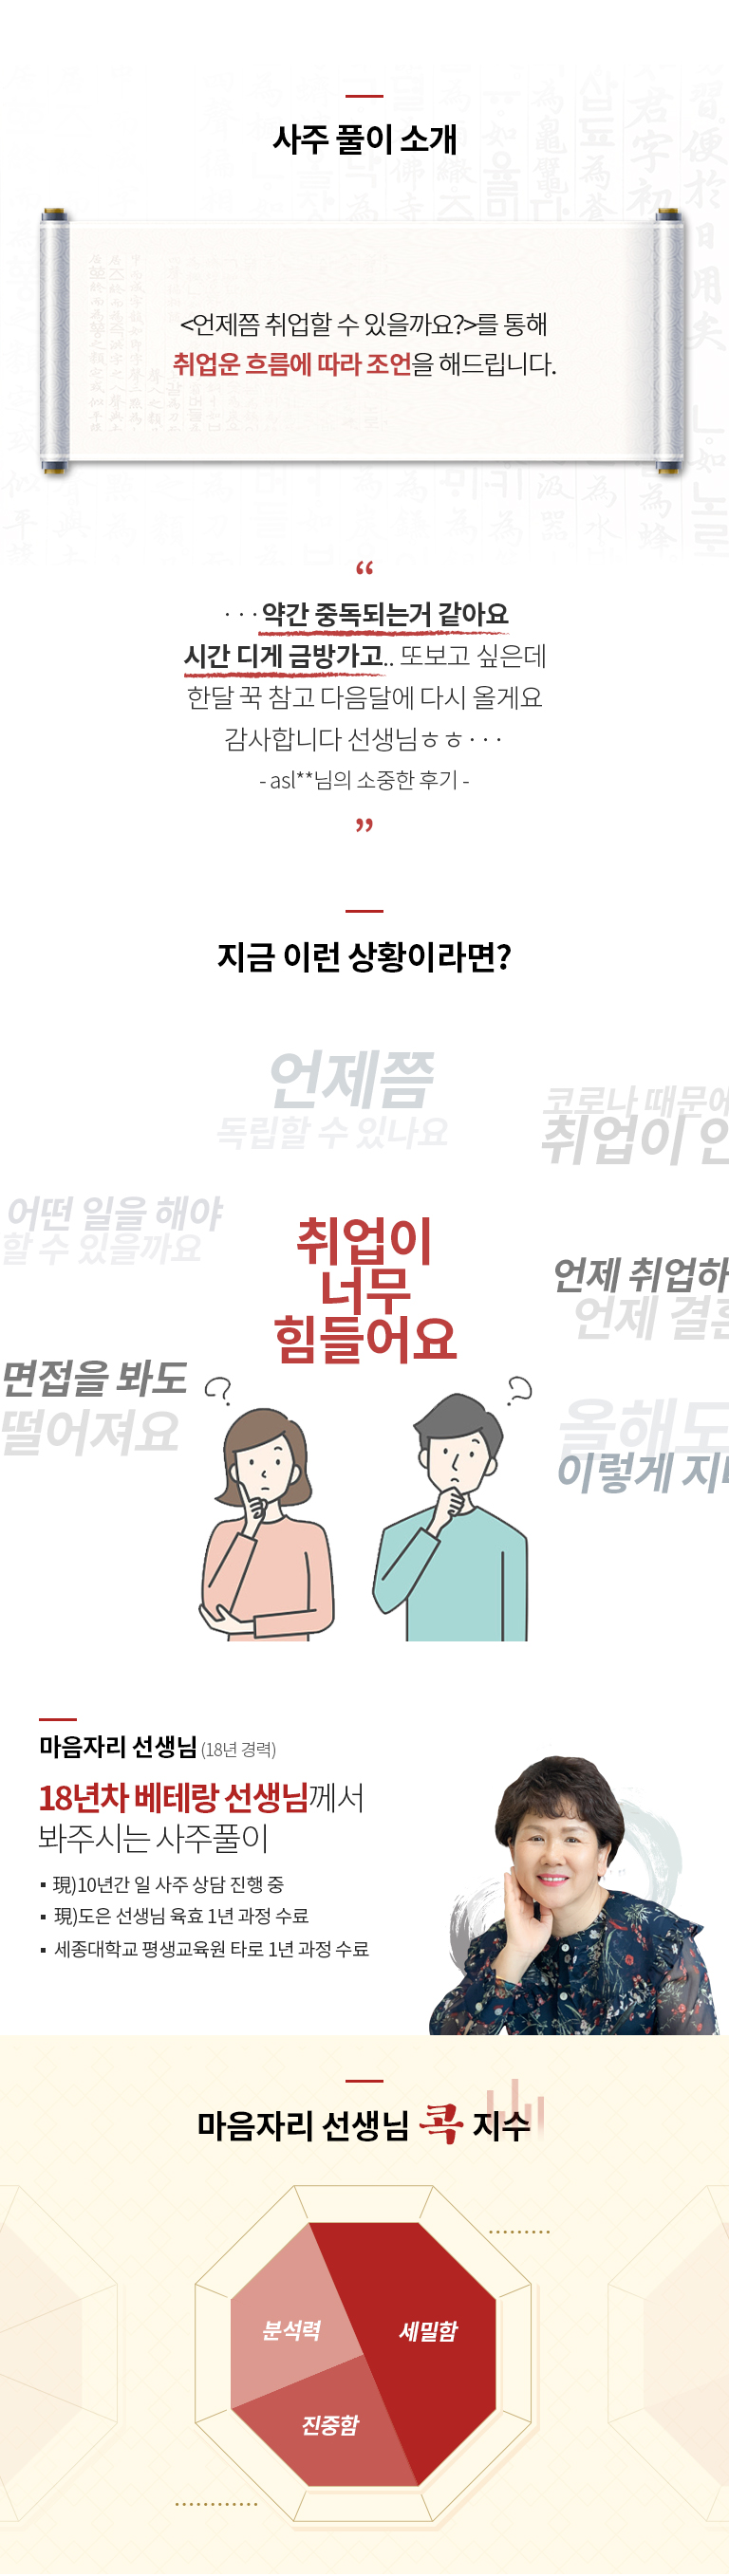 사주 풀이 소개
<언제쯤 취업할 수 있을까요?>를 통해
취업운 흐름에 따라 조언을 해드립니다.
“
· · · 약간 중독되는거 같아요
시간 디게 금방가고.. 또보고 싶은데
한달 꾹 참고 다음달에 다시 올게요
감사합니다 선생님ㅎㅎ · · ·
- asl**님의 소중한 후기 -
”
지금 이런 상황이라면?
언제쯤
독립할 수 있나요
코로나 때문에
취업이 안
어떤 일을 해야
할 수 있을까요
취업이
너무
힘들어요
언제 취업하
언제 결혼
면접을 봐도
떨어져요
올해도
이렇게 지
마음자리 선생님 (18년 경력)
18년차 베테랑 선생님께서
봐주시는 사주풀이
▪ 現)10년간 일 사주 상담 진행 중
▪ 現)도은 선생님 육효 1년 과정 수료
▪ 세종대학교 평생교육원 타로 1년 과정 수료
마음자리 선생님 콕 지수
분석력
세밀함
진중함